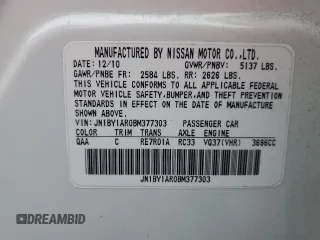 MANUFACTURED BY NISSAN MOTOR CO.,LTD.
DATE: 12/10 GVWR/PNBV: 5137 LBS.
GAWR/PNBE FR: 2584 LBS. RR: 2626 LBS.
THIS VEHICLE CONFORMS TO ALL APPLICABLE FEDERAL
MOTOR VEHICLE SAFETY, BUMPER, AND THEFT PREVENTION
STANDARDS IN EFFECT ON THE DATE OF MANUFACTURE
SHOWN ABOVE.
VIN: JN1BY1AR0BM377303 PASSENGER CAR
COLOR TRIM TRANS AXLE ENGINE
QAA C RE7R01A RC33 VQ37(VHR) 3696CC
JN1BY1AR0BM377303
© DREAMBID DREAMBID.COM